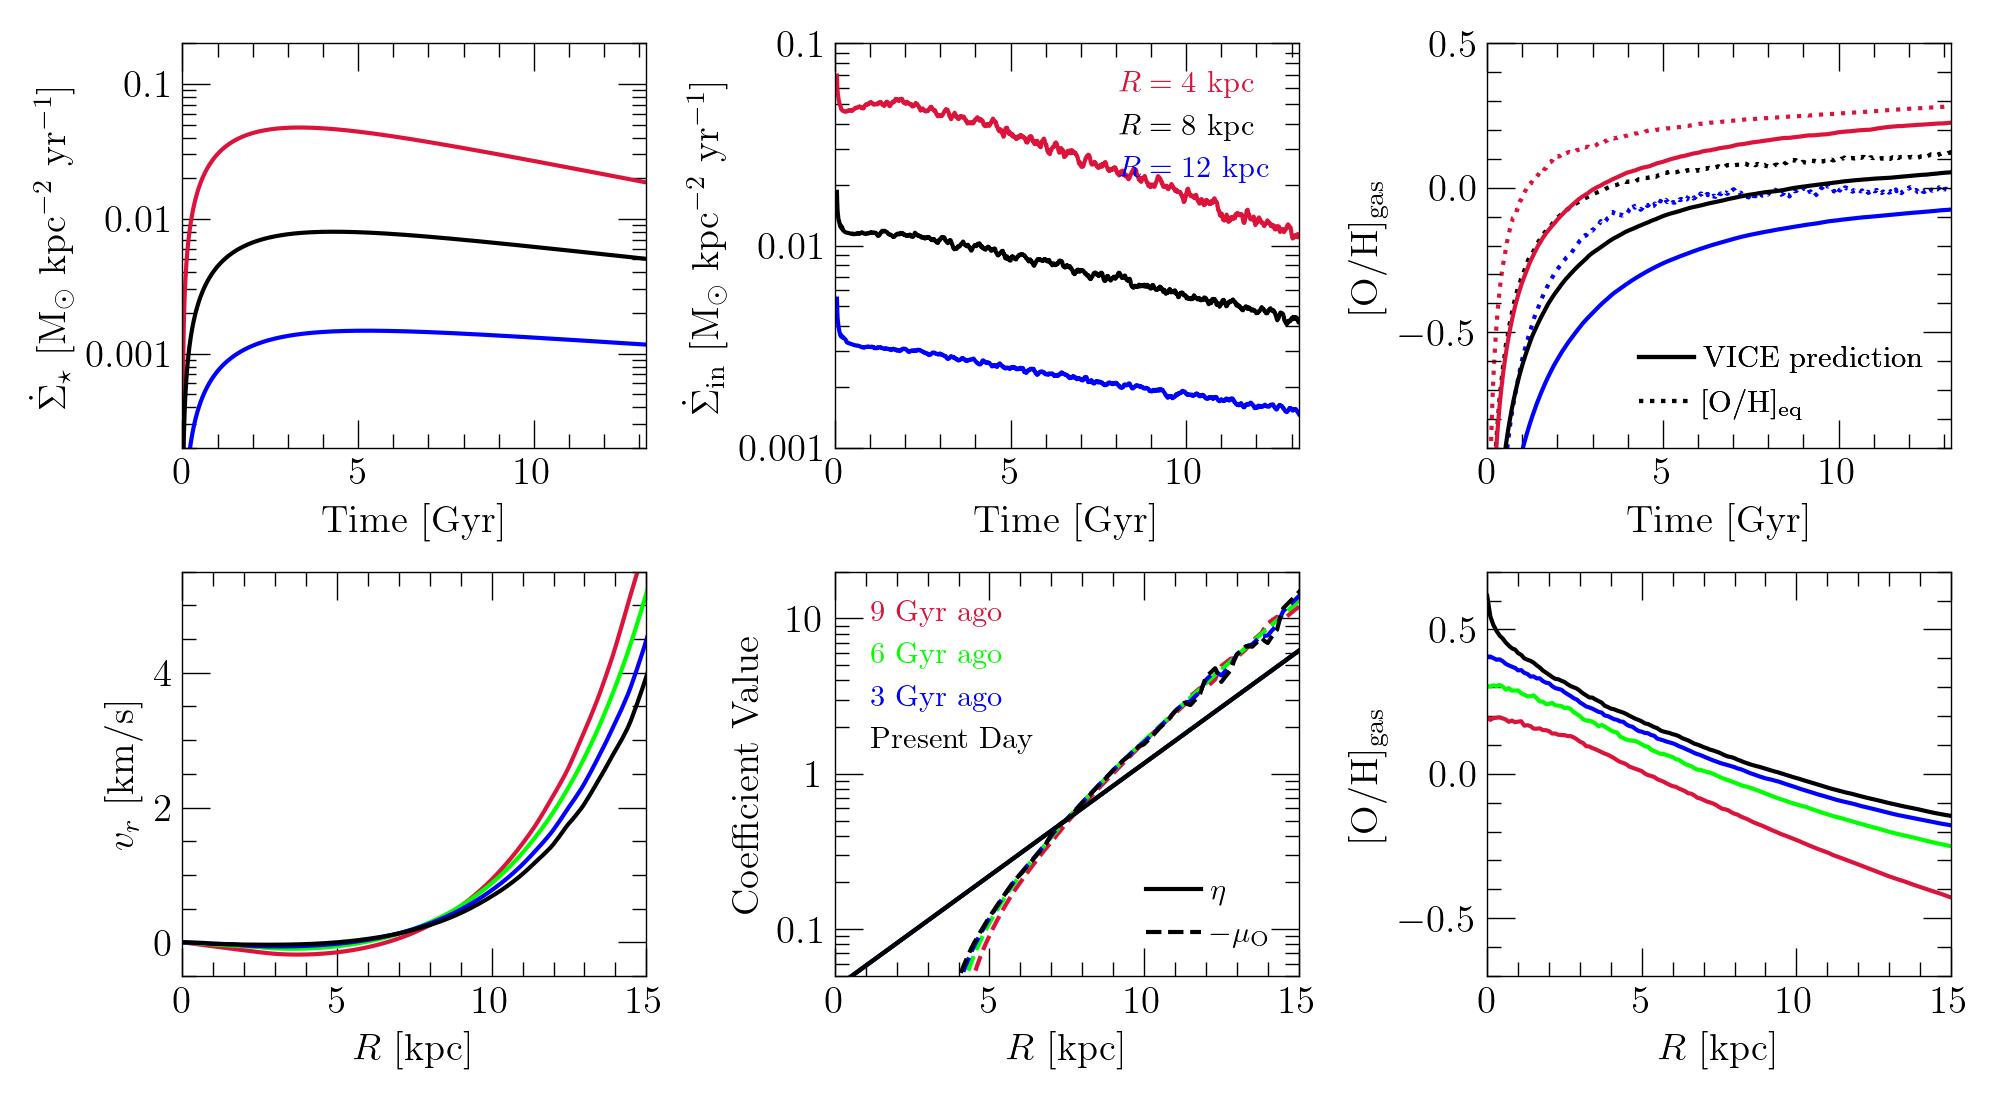 0.1
0.01
0.001
0
5
10
Time [Gyr]
Σ̇⋆ [M⊙ kpc−2 yr−1]
0.1
0.01
0.001
0
5
10
Time [Gyr]
Σ̇in [M⊙ kpc−2 yr−1]
R = 4 kpc
R = 8 kpc
R = 12 kpc
0.5
0.0
−0.5
0
5
10
Time [Gyr]
[O/H]gas
VICE prediction
[O/H]eq
4
2
0
0
5
10
15
R [kpc]
vr [km/s]
10
1
0.1
0
5
10
15
R [kpc]
Coefficient Value
9 Gyr ago
6 Gyr ago
3 Gyr ago
Present Day
η
−μO
0.5
0.0
−0.5
0
5
10
15
R [kpc]
[O/H]gas